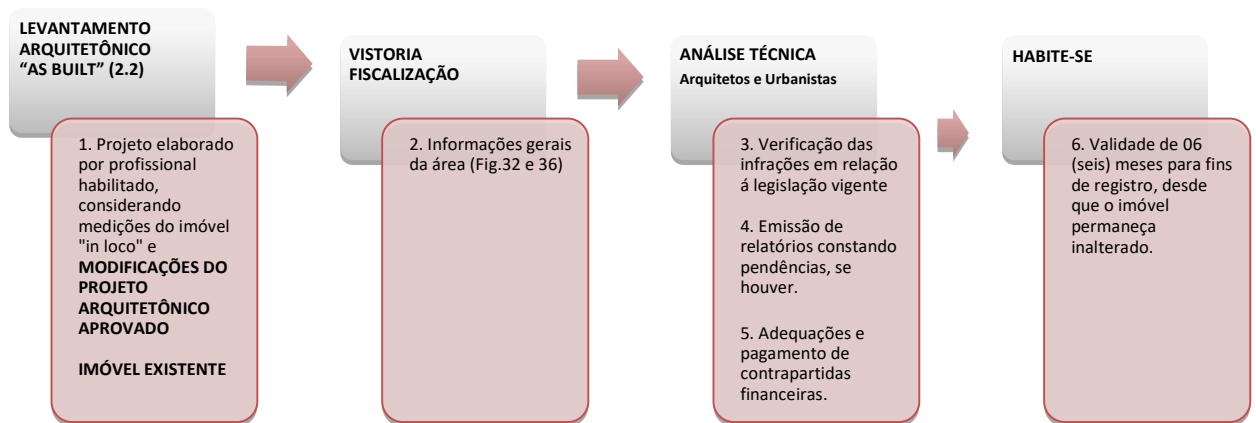 LEVANTAMENTO
ARQUITETÔNICO
“AS BUILT” (2.2)
1. Projeto elaborado
por profissional
habilitado,
considerando
medições do imóvel
"in loco" e
MODIFICAÇÕES DO
PROJETO
ARQUITETÔNICO
APROVADO
IMÓVEL EXISTENTE
VISTORIA
FISCALIZAÇÃO
2. Informações gerais
da área (Fig.32 e 36)
ANÁLISE TÉCNICA
Arquitetos e Urbanistas
3. Verificação das
infrações em relação
á legislação vigente
4. Emissão de
relatórios constando
pendências, se
houver.
5. Adequações e
pagamento de
contrapartidas
financeiras.
HABITE-SE
6. Validade de 06
(seis) meses para fins
de registro, desde
que o imóvel
permaneça
inalterado.